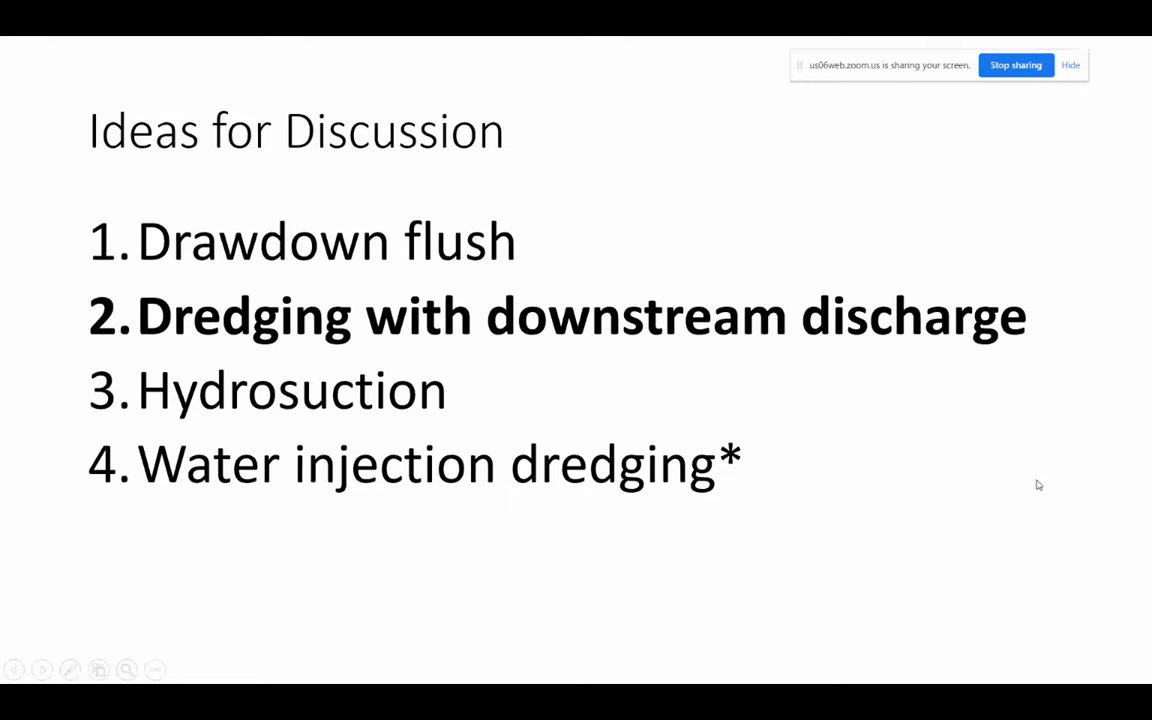 us06web.zoom.us is sharing your screen. Stop sharing Hide
Ideas for Discussion
1. Drawdown flush
2. Dredging with downstream discharge
3. Hydrosuction
4. Water injection dredging*